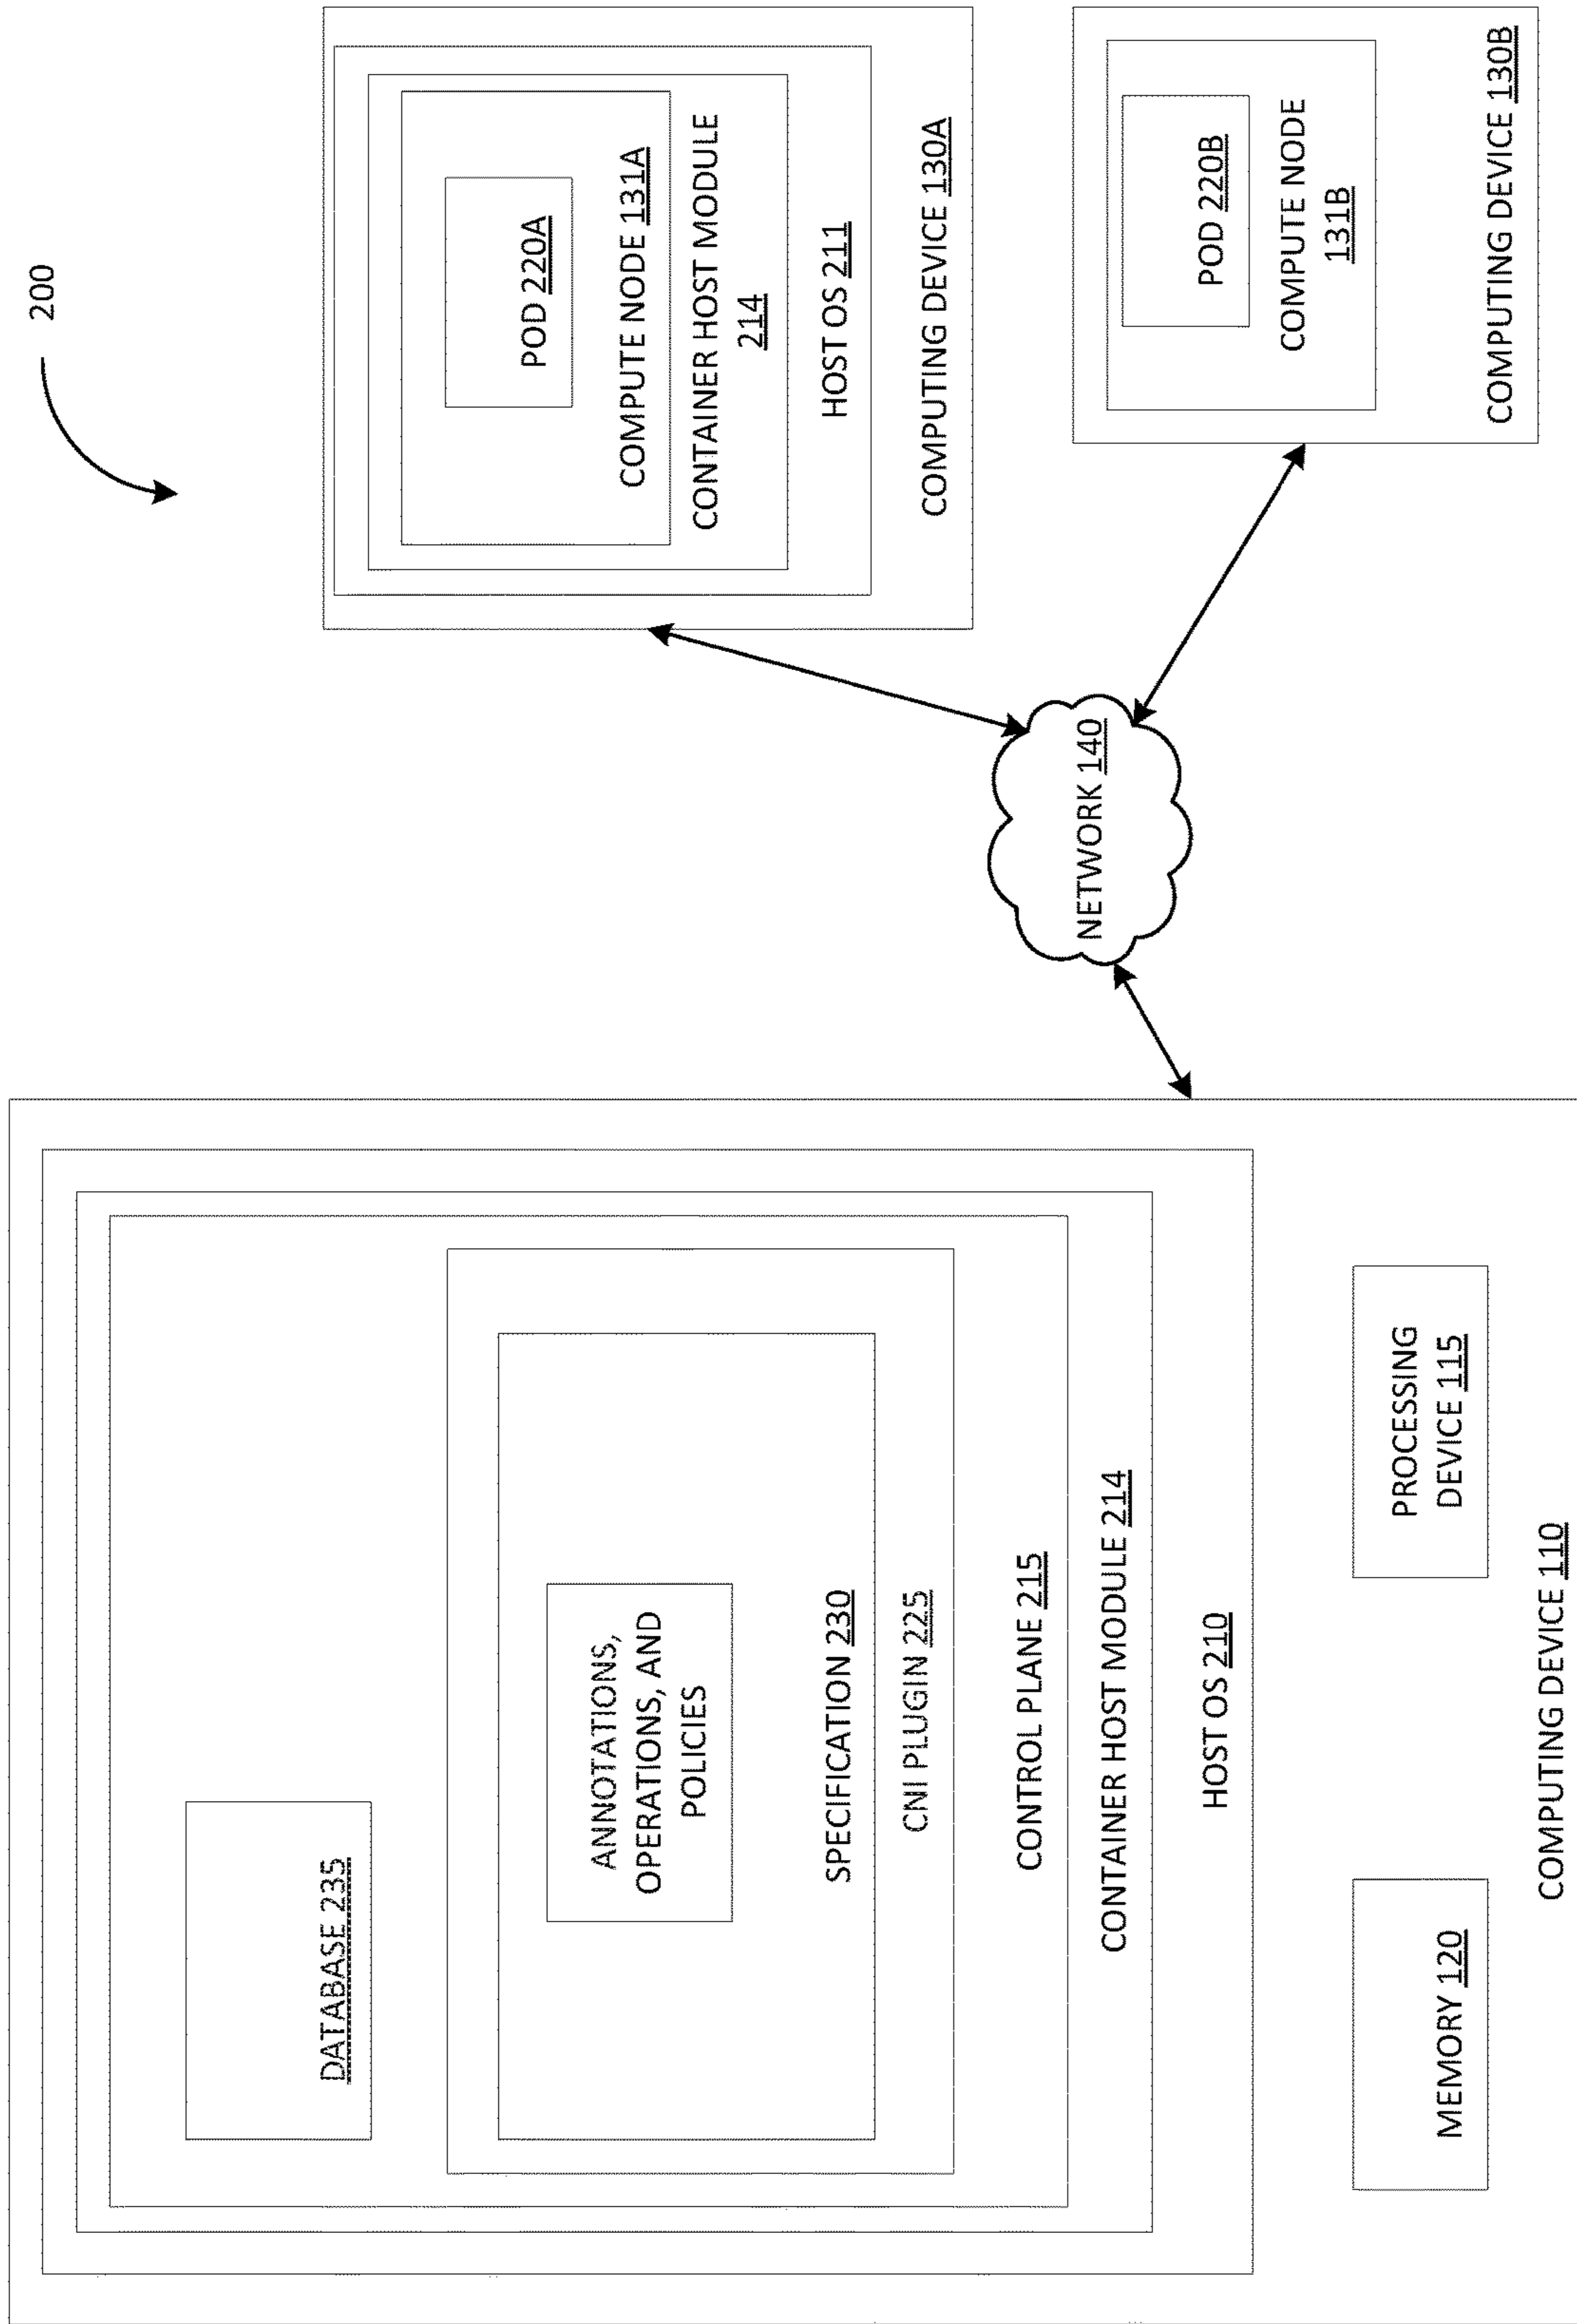 200
DATABASE 235
ANNOTATIONS,
OPERATIONS, AND
POLICIES
SPECIFICATION 230
CNI PLUGIN 225
CONTROL PLANE 215
CONTAINER HOST MODULE 214
HOST OS 210
MEMORY 120
PROCESSING
DEVICE 115
COMPUTING DEVICE 110
NETWORK 140
POD 220A
COMPUTE NODE 131A
CONTAINER HOST MODULE
214
HOST OS 211
COMPUTING DEVICE 130A
POD 220B
COMPUTE NODE
131B
COMPUTING DEVICE 130B